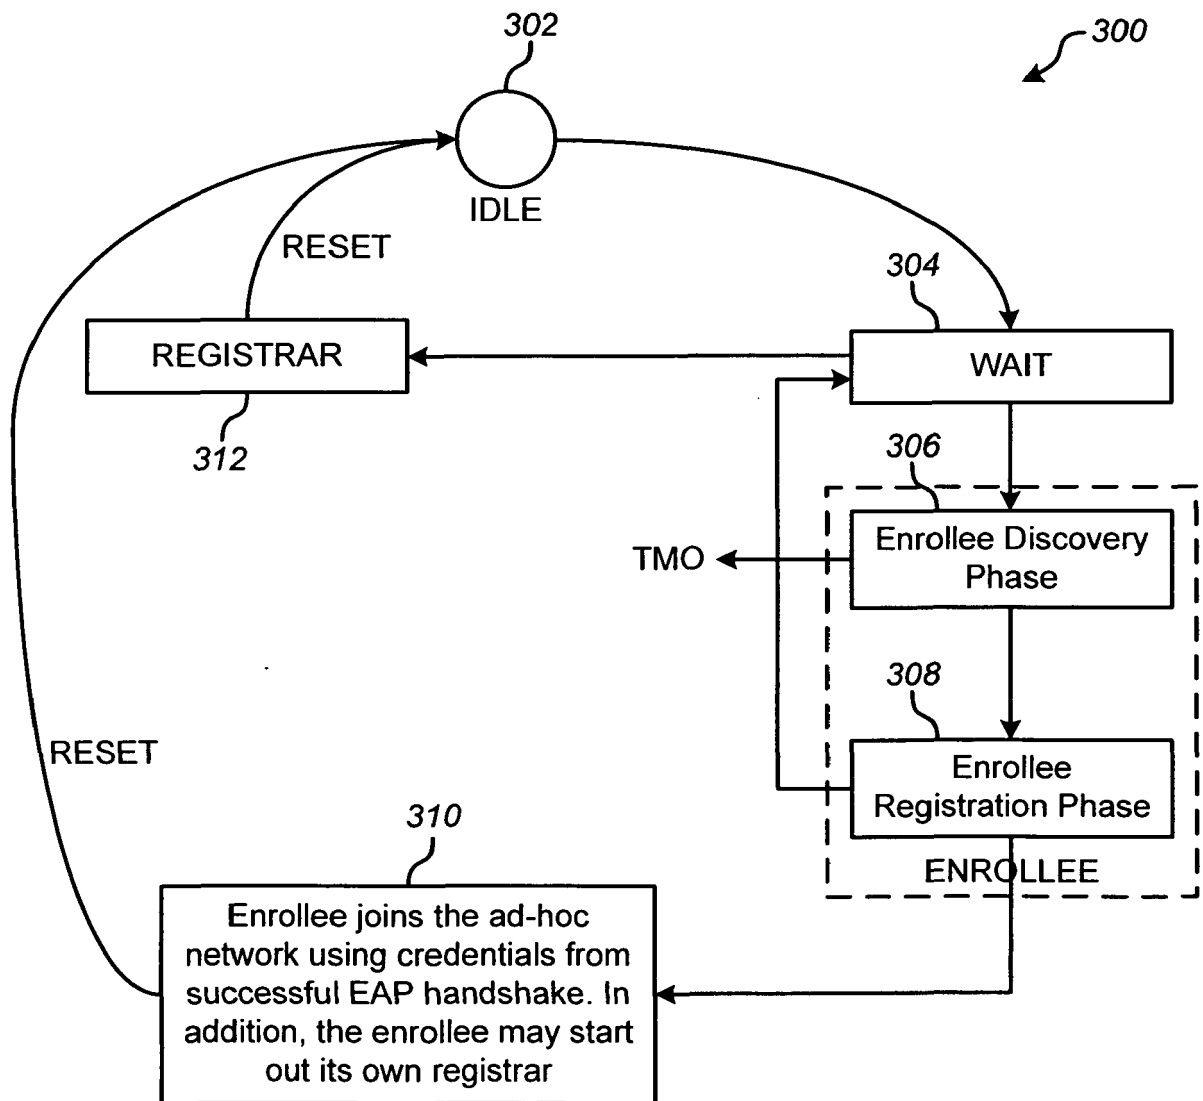 302
300
IDLE
RESET
304
REGISTRAR
WAIT
312
306
Enrollee Discovery
Phase
TMO
308
Enrollee
Registration Phase
RESET
ENROLLEE
310
Enrollee joins the ad-hoc
network using credentials from
successful EAP handshake. In
addition, the enrollee may start
out its own registrar